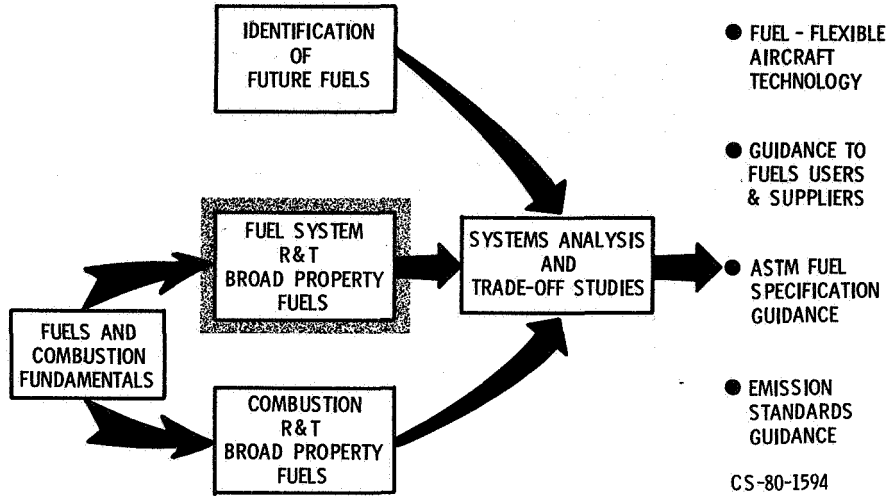 IDENTIFICATION
OF
FUTURE FUELS
FUEL SYSTEM
R&T
BROAD PROPERTY
FUELS
FUELS AND
COMBUSTION
FUNDAMENTALS
COMBUSTION
R&T
BROAD PROPERTY
FUELS
SYSTEMS ANALYSIS
AND
TRADE-OFF STUDIES
● FUEL - FLEXIBLE
AIRCRAFT
TECHNOLOGY
● GUIDANCE TO
FUELS USERS
& SUPPLIERS
● ASTM FUEL
SPECIFICATION
GUIDANCE
● EMISSION
STANDARDS
GUIDANCE
CS-80-1594